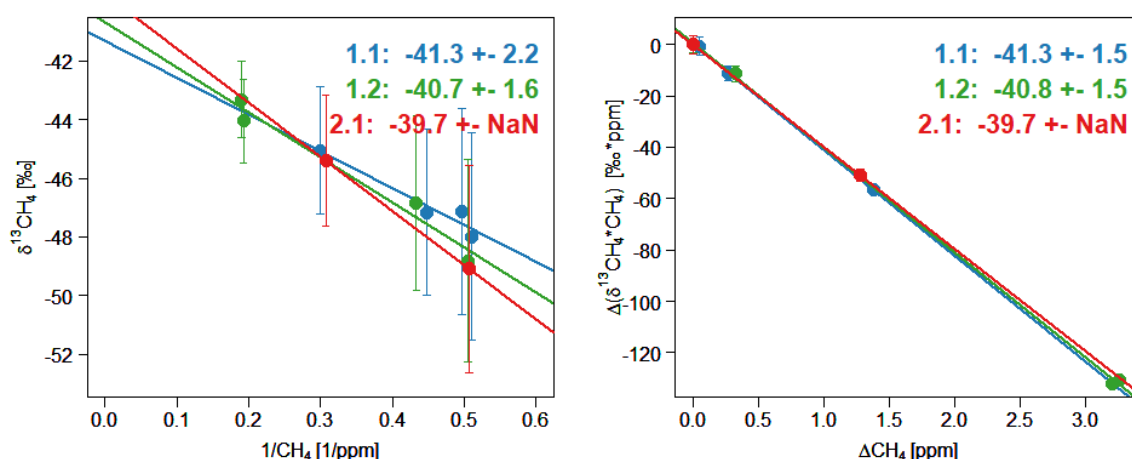 1.1: -41.3 +- 2.2
1.2: -40.7 +- 1.6
2.1: -39.7 +- NaN
-42
-44
-46
-48
-50
-52
δ¹³CH₄ [‰]
0.0 0.1 0.2 0.3 0.4 0.5 0.6
1/CH₄ [1/ppm]
1.1: -41.3 +- 1.5
1.2: -40.8 +- 1.5
2.1: -39.7 +- NaN
0
-20
-40
-60
-80
-100
-120
Δ(δ¹³CH₄*CH₄) [‰*ppm]
0.0 0.5 1.0 1.5 2.0 2.5 3.0
ΔCH₄ [ppm]